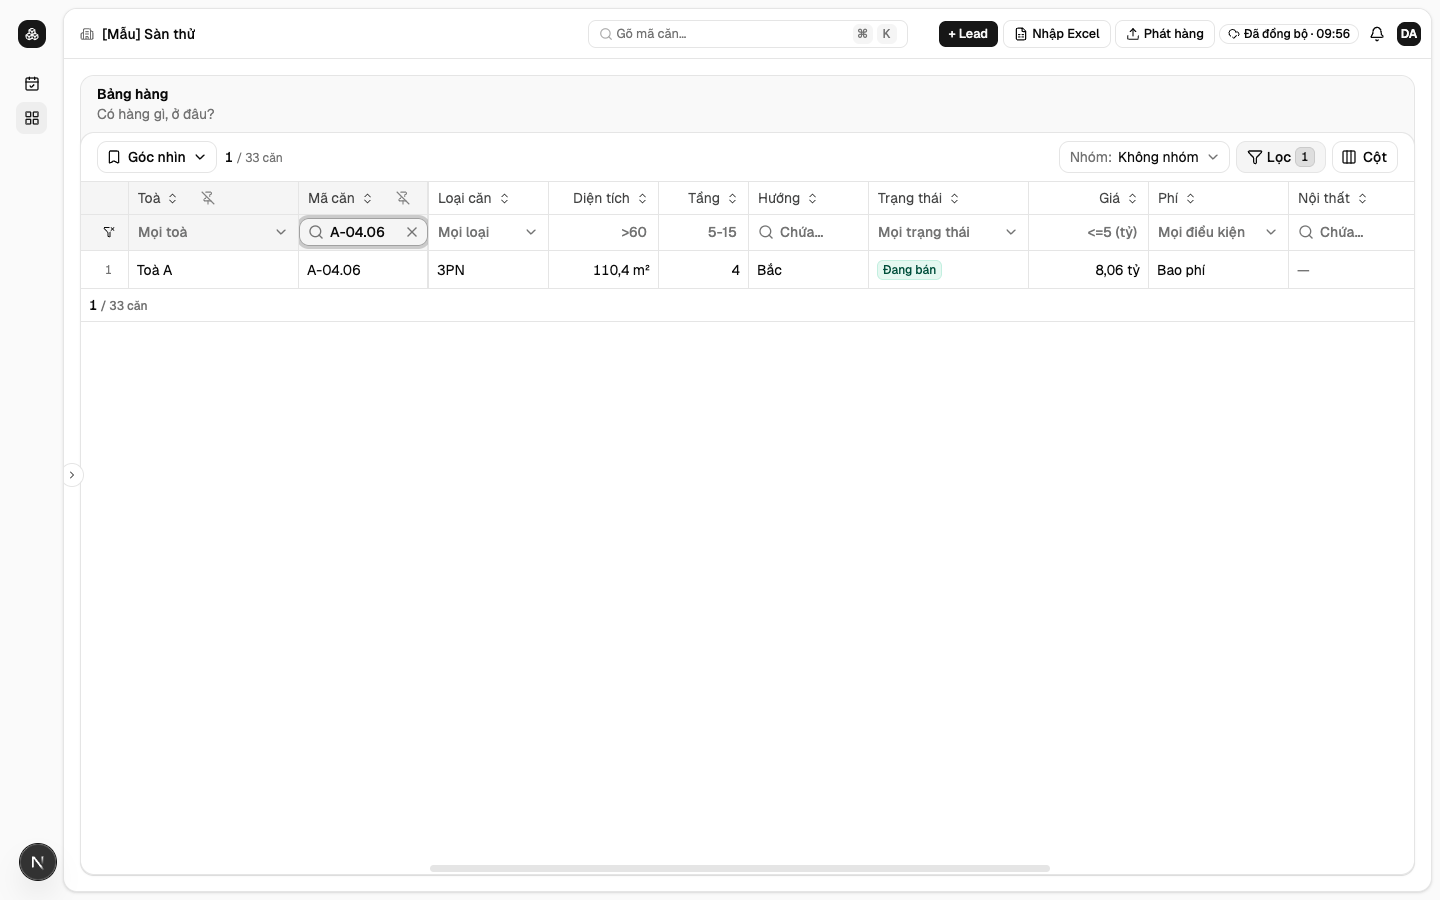 [Mẫu] Sàn thử
Gõ mã căn…
⌘ K
+ Lead
Nhập Excel
Phát hàng
Đã đồng bộ · 09:56
DA
Bảng hàng
Có hàng gì, ở đâu?
Góc nhìn
1 / 33 căn
Nhóm: Không nhóm
Lọc 1
Cột
Toà Mã căn Loại căn Diện tích Tầng Hướng Trạng thái Giá Phí Nội thất
Mọi toà A-04.06 Mọi loại >60 5-15 Chứa… Mọi trạng thái <=5 (tỷ) Mọi điều kiện Chứa…
1 Toà A A-04.06 3PN 110,4 m² 4 Bắc Đang bán 8,06 tỷ Bao phí —
1 / 33 căn
N